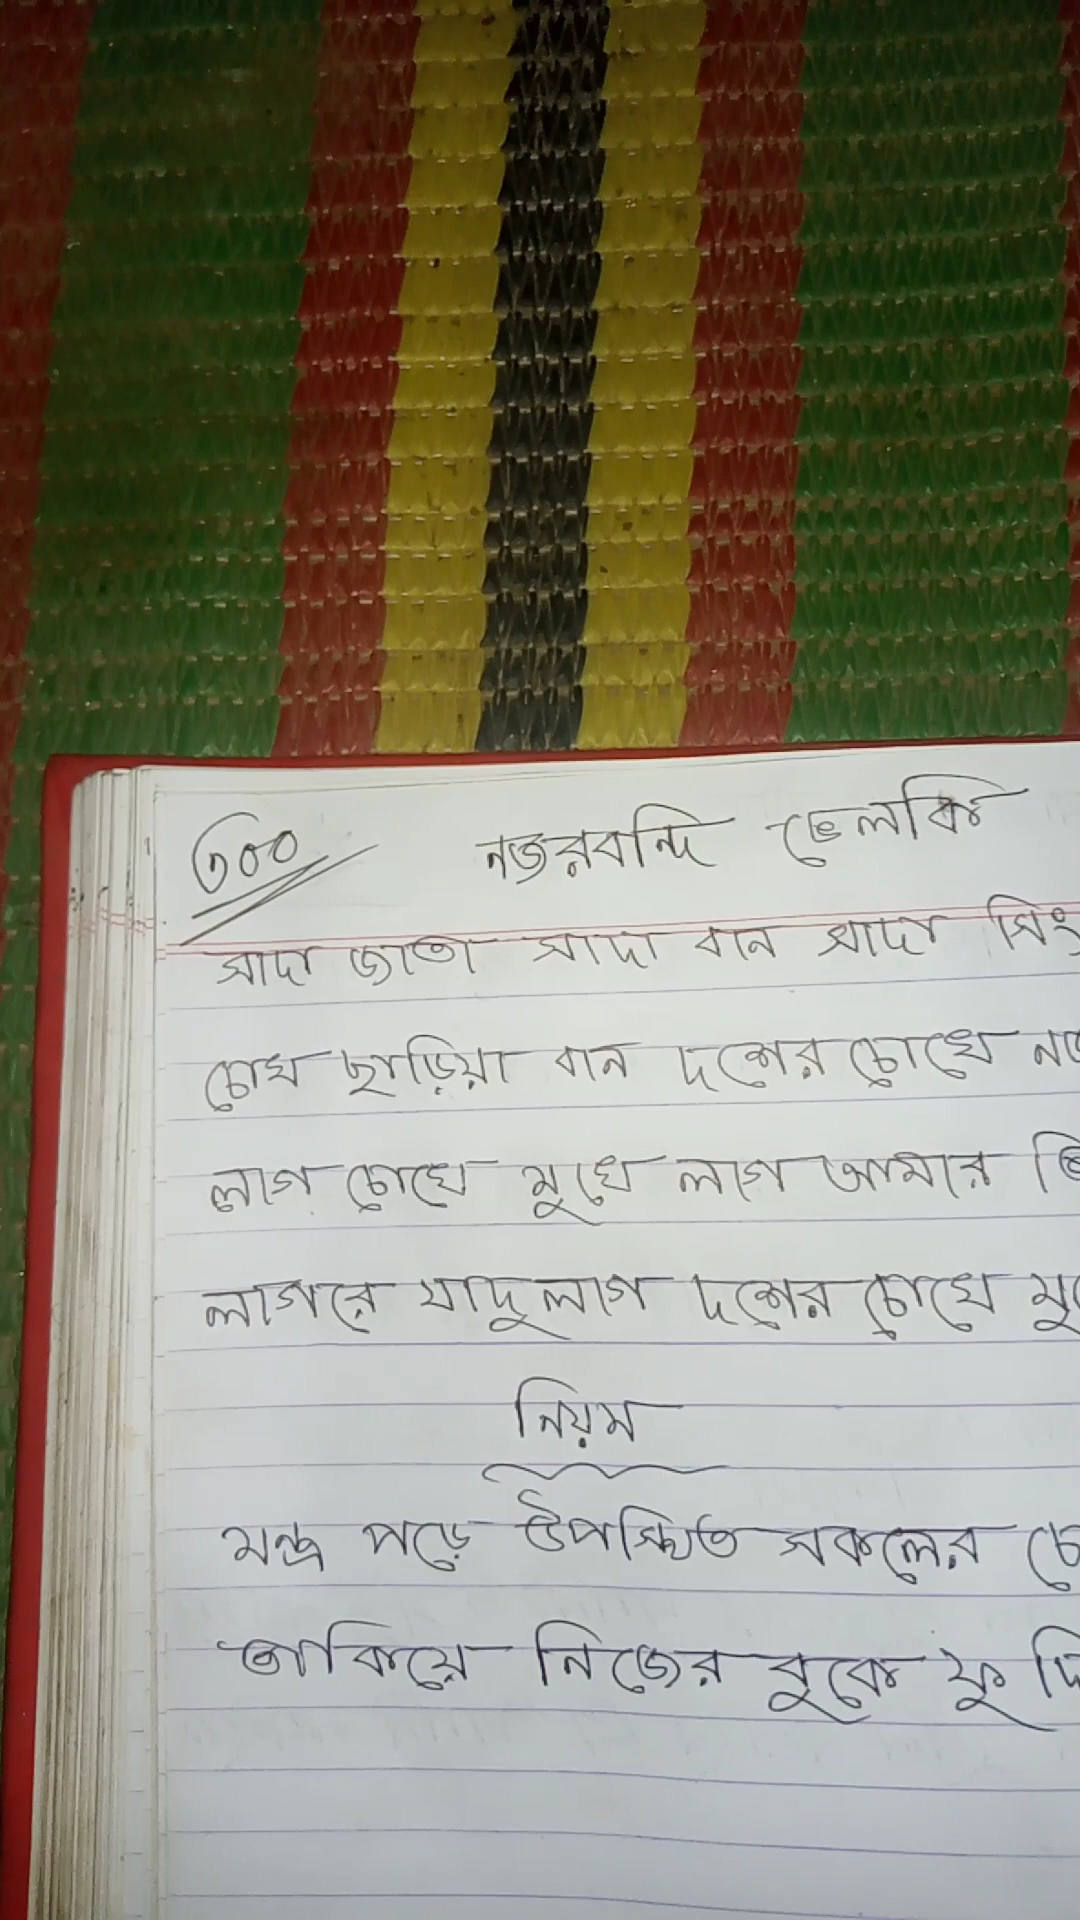 ৩০০ নজরবন্দি ভেলকি
সাদা জাতা সাদা বান সাদা
চোখ ছাড়িয়া বান দশের চোখে
লাগ চোখে মুখে লাগ আমার
লাগরে যাদু লাগ দশের চোখে
নিয়ম
মন্ত্র পড়ে উপস্থিত সকলের
তাকিয়ে নিজের বুকে ফু